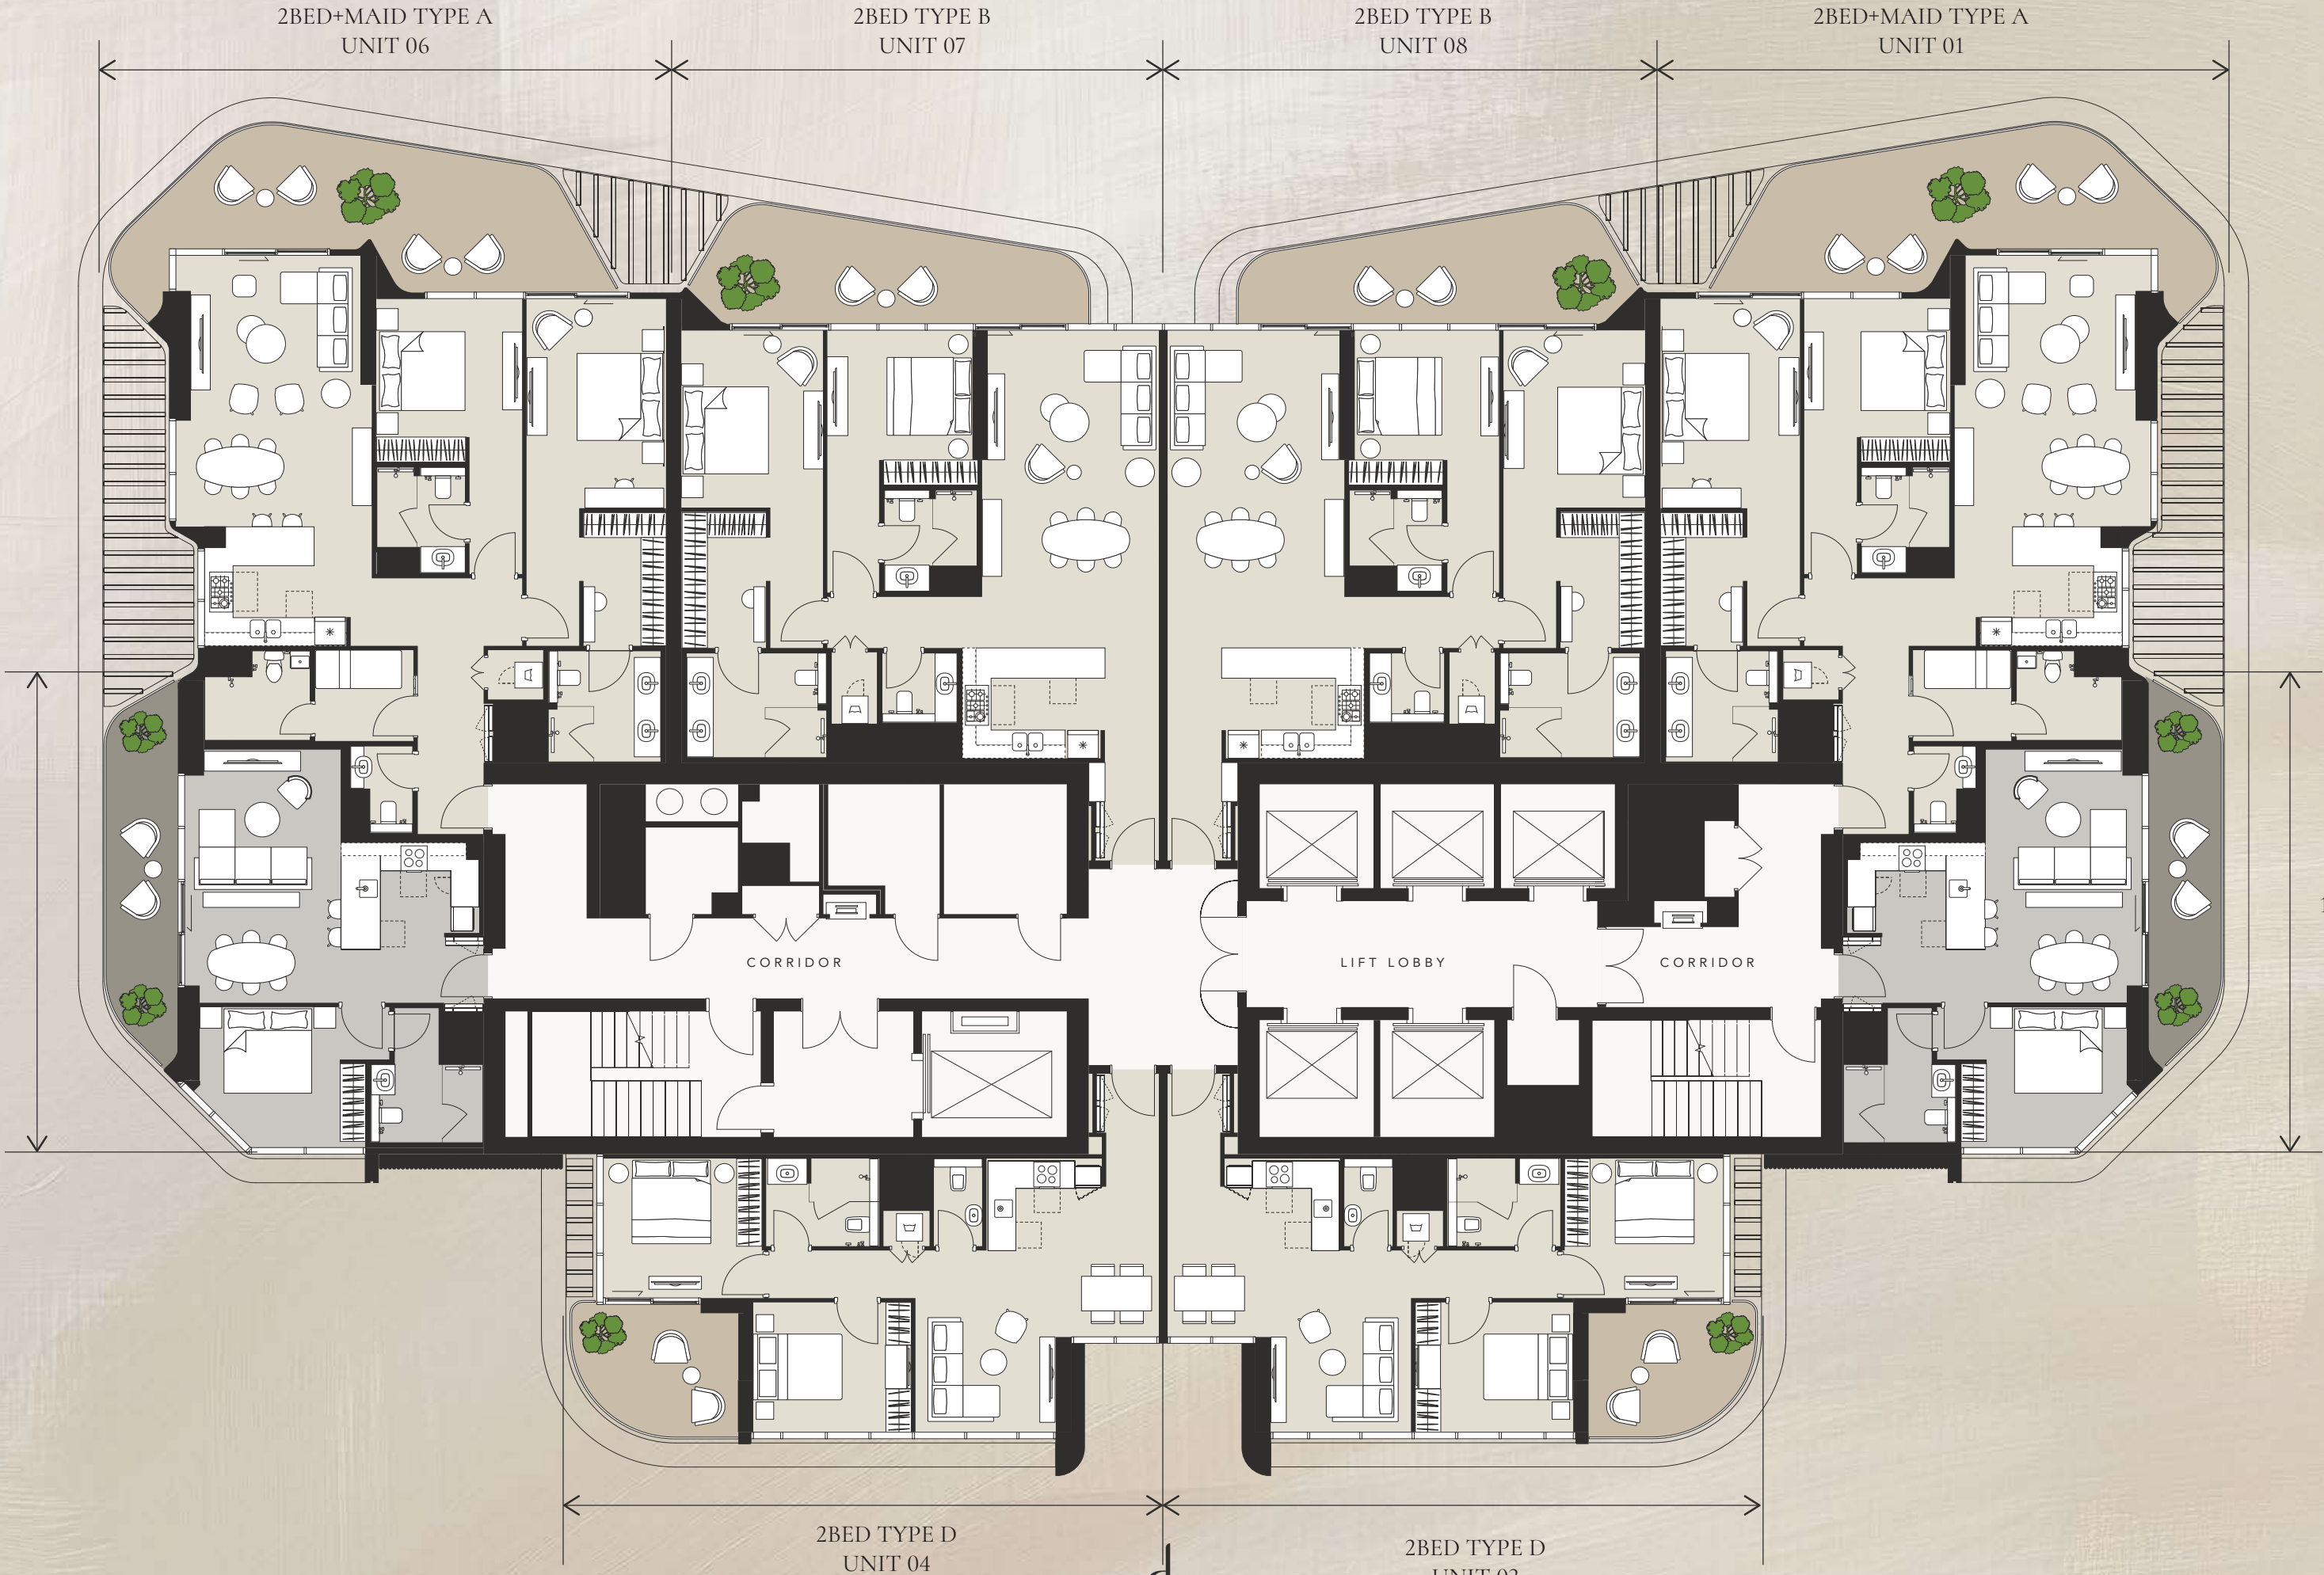 2BED+MAID TYPE A
UNIT 06
2BED TYPE B
UNIT 07
2BED TYPE B
UNIT 08
2BED+MAID TYPE A
UNIT 01
CORRIDOR
LIFT LOBBY
CORRIDOR
2BED TYPE D
UNIT 04
2BED TYPE D